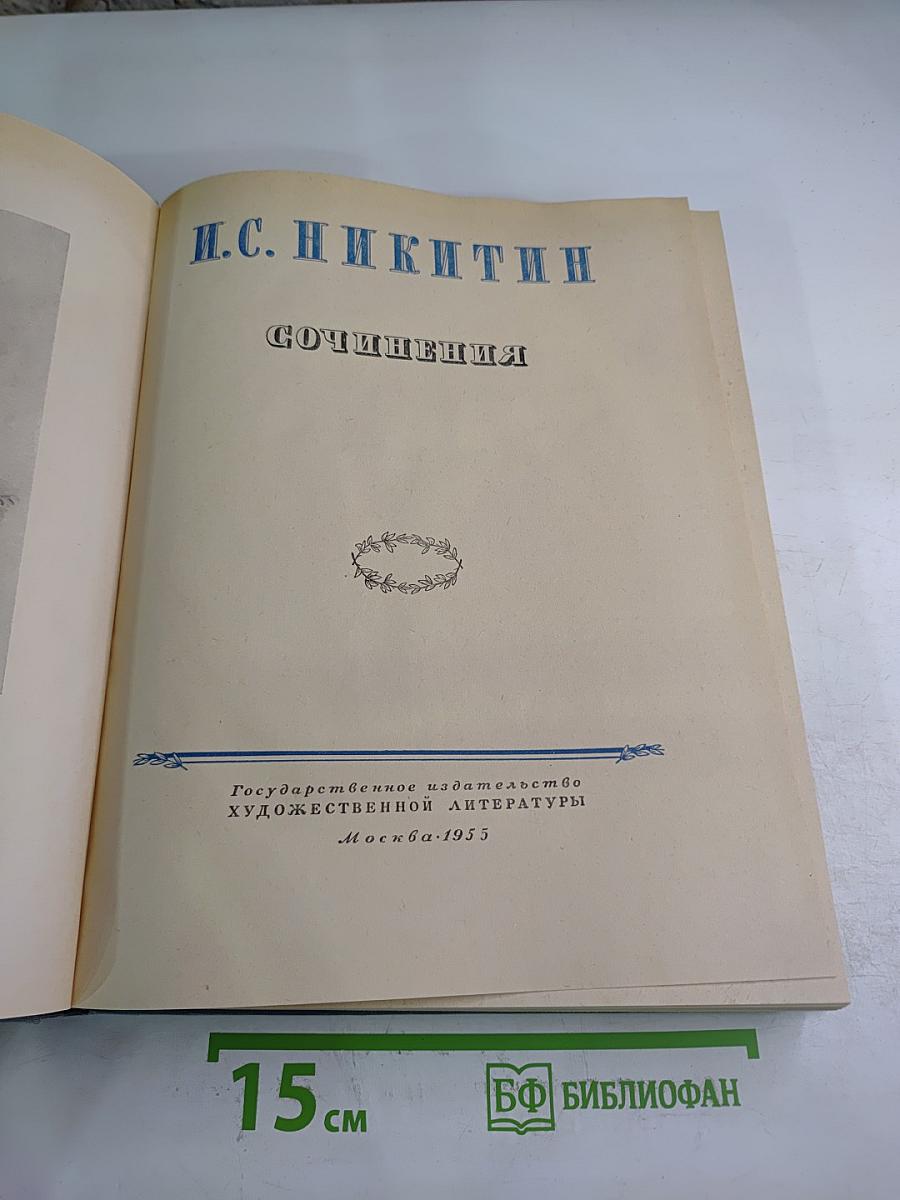 И.С. НИКИТИН
СОЧИНЕНИЯ
Государственное издательство
ХУДОЖЕСТВЕННОЙ ЛИТЕРАТУРЫ
Москва·1955
15 см
БФ БИБЛИОФАН